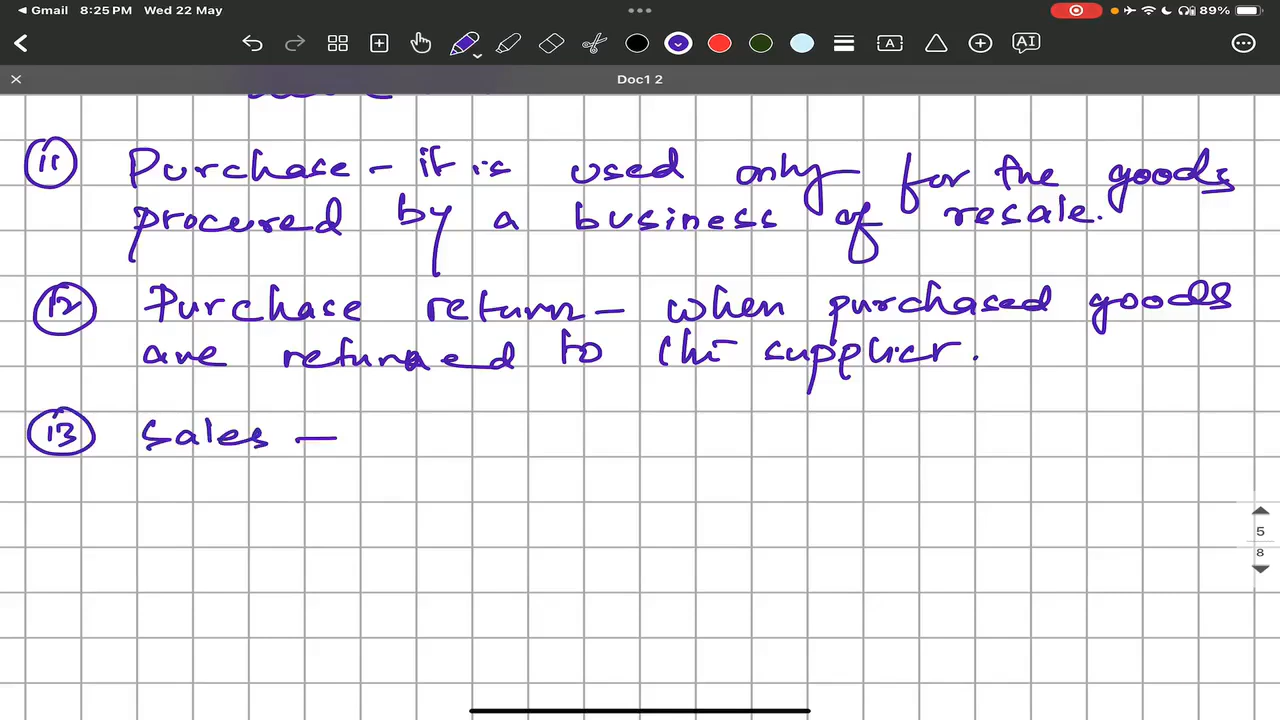 Gmail 8:25 PM Wed 22 May 89%
A AI
Doc1 2
11 Purchase - it is used only for the goods
procured by a business of resale.
12 Purchase return - when purchased goods
are returned to the supplier.
13 Sales -
5
8